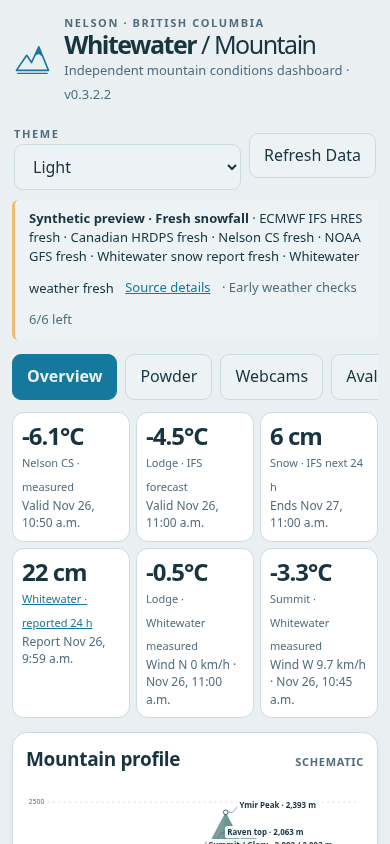 NELSON · BRITISH COLUMBIA
Whitewater / Mountain
Independent mountain conditions dashboard ·
v0.3.2.2
THEME
Light
Refresh Data
Synthetic preview · Fresh snowfall · ECMWF IFS HRES
fresh · Canadian HRDPS fresh · Nelson CS fresh · NOAA
GFS fresh · Whitewater snow report fresh · Whitewater
weather fresh Source details · Early weather checks
6/6 left
Overview Powder Webcams Aval
-6.1°C
Nelson CS ·
measured
Valid Nov 26,
10:50 a.m.
-4.5°C
Lodge · IFS
forecast
Valid Nov 26,
11:00 a.m.
6 cm
Snow · IFS next 24
h
Ends Nov 27,
11:00 a.m.
22 cm
Whitewater ·
reported 24 h
Report Nov 26,
9:59 a.m.
-0.5°C
Lodge ·
Whitewater
measured
Wind N 0 km/h ·
Nov 26, 11:00
a.m.
-3.3°C
Summit ·
Whitewater
measured
Wind W 9.7 km/h
· Nov 26, 10:45
a.m.
Mountain profile
SCHEMATIC
2500
Ymir Peak · 2,393 m
Raven top · 2,063 m